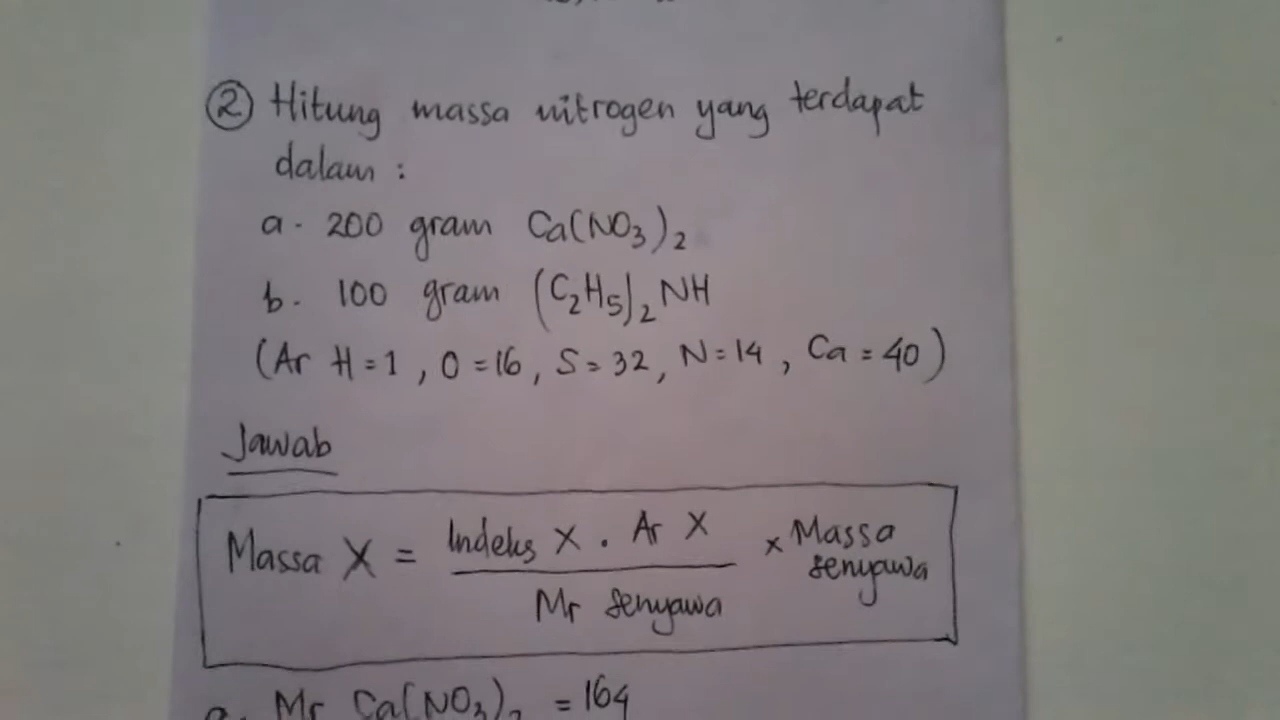 ② Hitung massa nitrogen yang terdapat
dalam :
a. 200 gram Ca(NO₃)₂
b. 100 gram (C₂H₅)₂NH
(Ar H = 1, O = 16, S = 32, N = 14, Ca = 40)
Jawab
Massa X = Indeks X . Ar X / Mr senyawa × Massa senyawa
a. Mr Ca(NO₃)₂ = 164